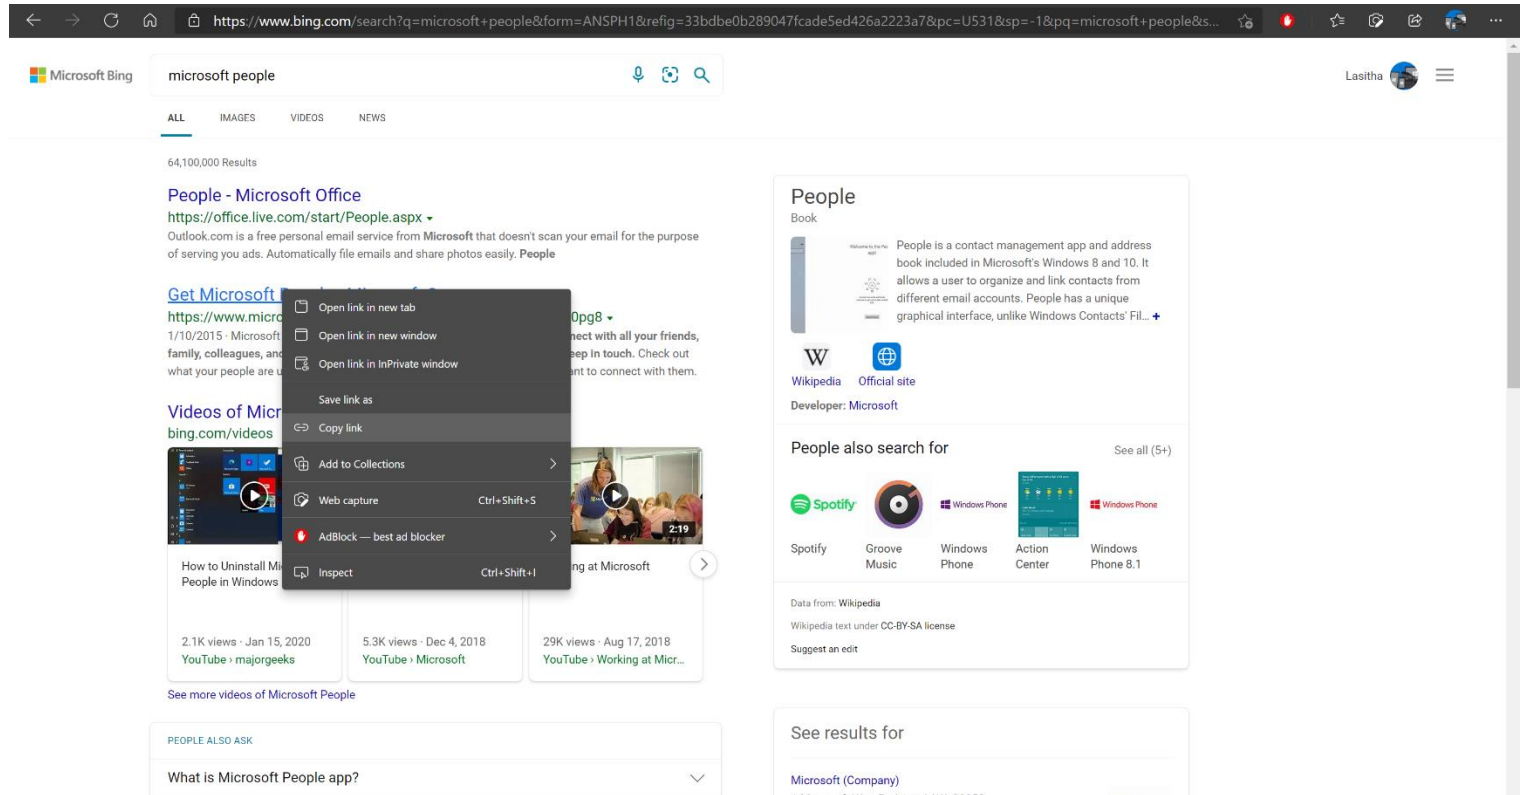 https://www.bing.com/search?q=microsoft+people&form=ANSPH1&refig=33bdbe0b289047fcade5ed426a2223a7&pc=U531&sp=-1&pq=microsoft+people&s...
Microsoft Bing
microsoft people
Lasitha
ALL IMAGES VIDEOS NEWS
64,100,000 Results
People - Microsoft Office
https://office.live.com/start/People.aspx
Outlook.com is a free personal email service from Microsoft that doesn't scan your email for the purpose
of serving you ads. Automatically file emails and share photos easily. People
Get Microsoft
https://www.micro 0pg8
1/10/2015 · Microsoft nect with all your friends,
family, colleagues, and eep in touch. Check out
what your people are u nt to connect with them.
Videos of Micr
bing.com/videos
Open link in new tab
Open link in new window
Open link in InPrivate window
Save link as
Copy link
Add to Collections
Web capture Ctrl+Shift+S
AdBlock — best ad blocker
Inspect Ctrl+Shift+I
2:19
How to Uninstall Mi
People in Windows
ng at Microsoft
2.1K views · Jan 15, 2020
YouTube › majorgeeks
5.3K views · Dec 4, 2018
YouTube › Microsoft
29K views · Aug 17, 2018
YouTube › Working at Micr...
See more videos of Microsoft People
PEOPLE ALSO ASK
What is Microsoft People app?
People
Book
People is a contact management app and address
book included in Microsoft's Windows 8 and 10. It
allows a user to organize and link contacts from
different email accounts. People has a unique
graphical interface, unlike Windows Contacts' Fil... +
W
Wikipedia Official site
Developer: Microsoft
People also search for See all (5+)
Spotify
Windows Phone
Windows Phone
Spotify
Groove
Music
Windows
Phone
Action
Center
Windows
Phone 8.1
Data from: Wikipedia
Wikipedia text under CC-BY-SA license
Suggest an edit
See results for
Microsoft (Company)